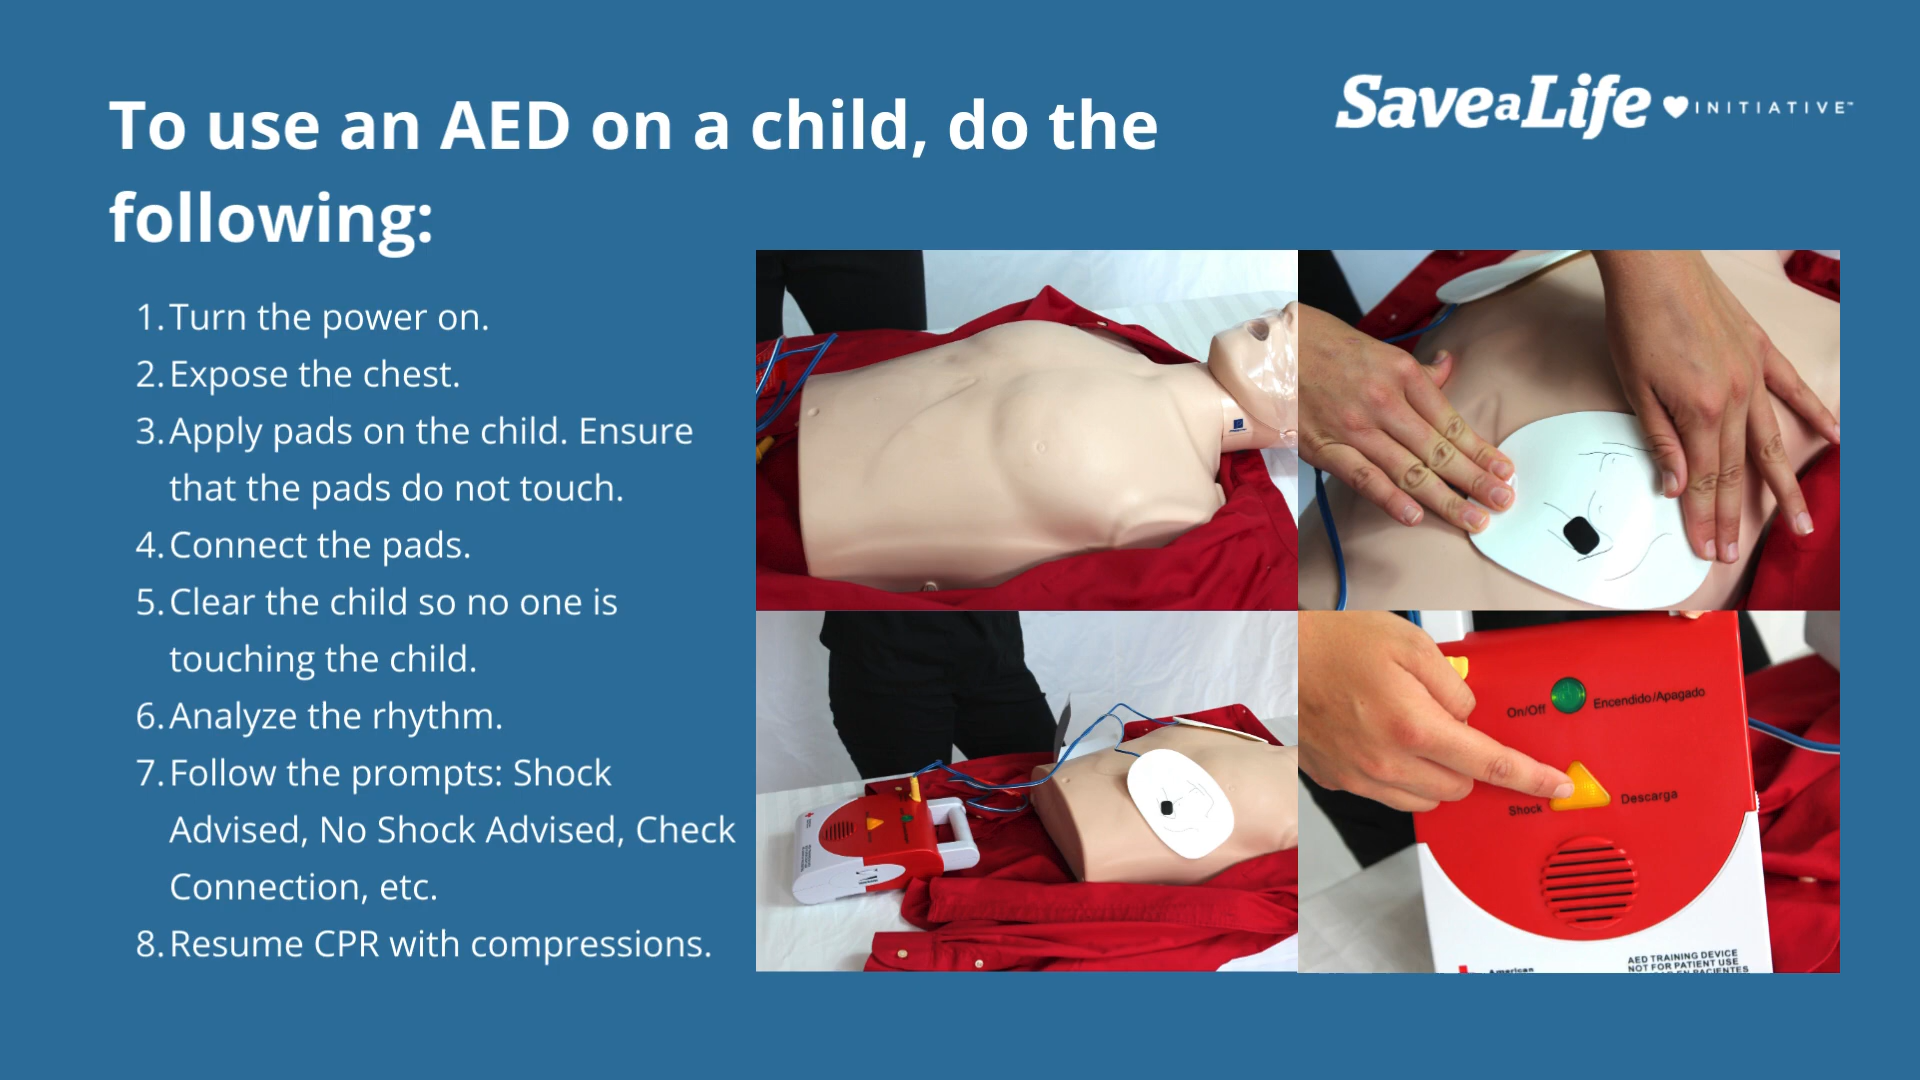 To use an AED on a child, do the
following:
SaveaLife INITIATIVE™
1. Turn the power on.
2. Expose the chest.
3. Apply pads on the child. Ensure
that the pads do not touch.
4. Connect the pads.
5. Clear the child so no one is
touching the child.
6. Analyze the rhythm.
7. Follow the prompts: Shock
Advised, No Shock Advised, Check
Connection, etc.
8. Resume CPR with compressions.
On/Off Encendido/Apagado
Shock Descarga
American
AED TRAINING DEVICE
NOT FOR PATIENT USE
EN PACIENTES